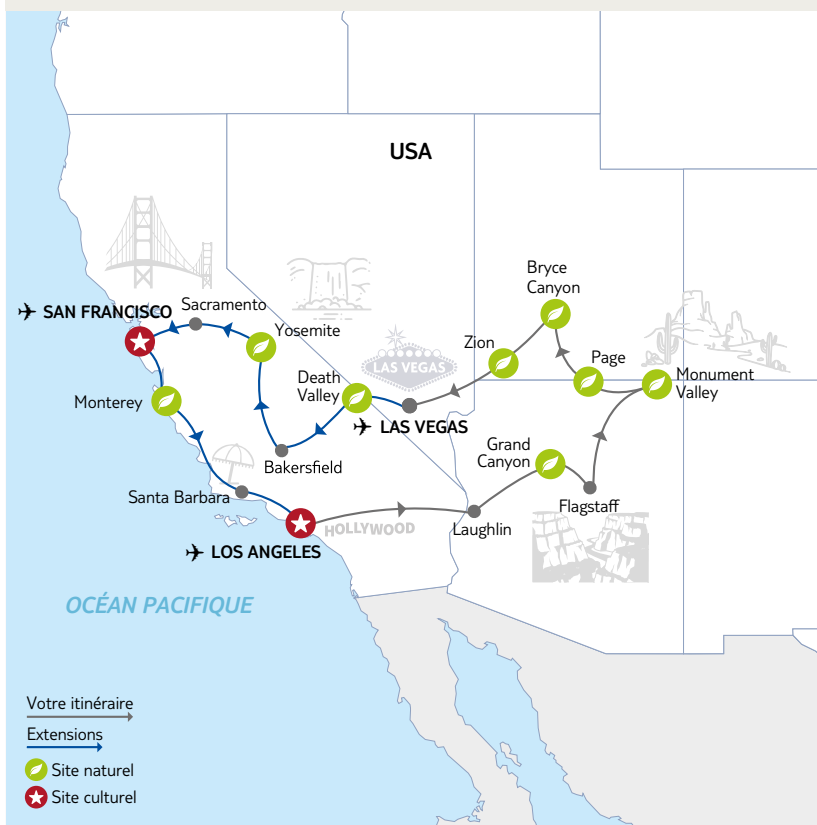 USA
Bryce
Canyon
SAN FRANCISCO
Sacramento
Yosemite
Zion
LAS VEGAS
Page
Death
Valley
Monument
Valley
Monterey
LAS VEGAS
Grand
Canyon
Bakersfield
Santa Barbara
Flagstaff
HOLLYWOOD
Laughlin
LOS ANGELES
OCÉAN PACIFIQUE
Votre itinéraire
Extensions
Site naturel
Site culturel